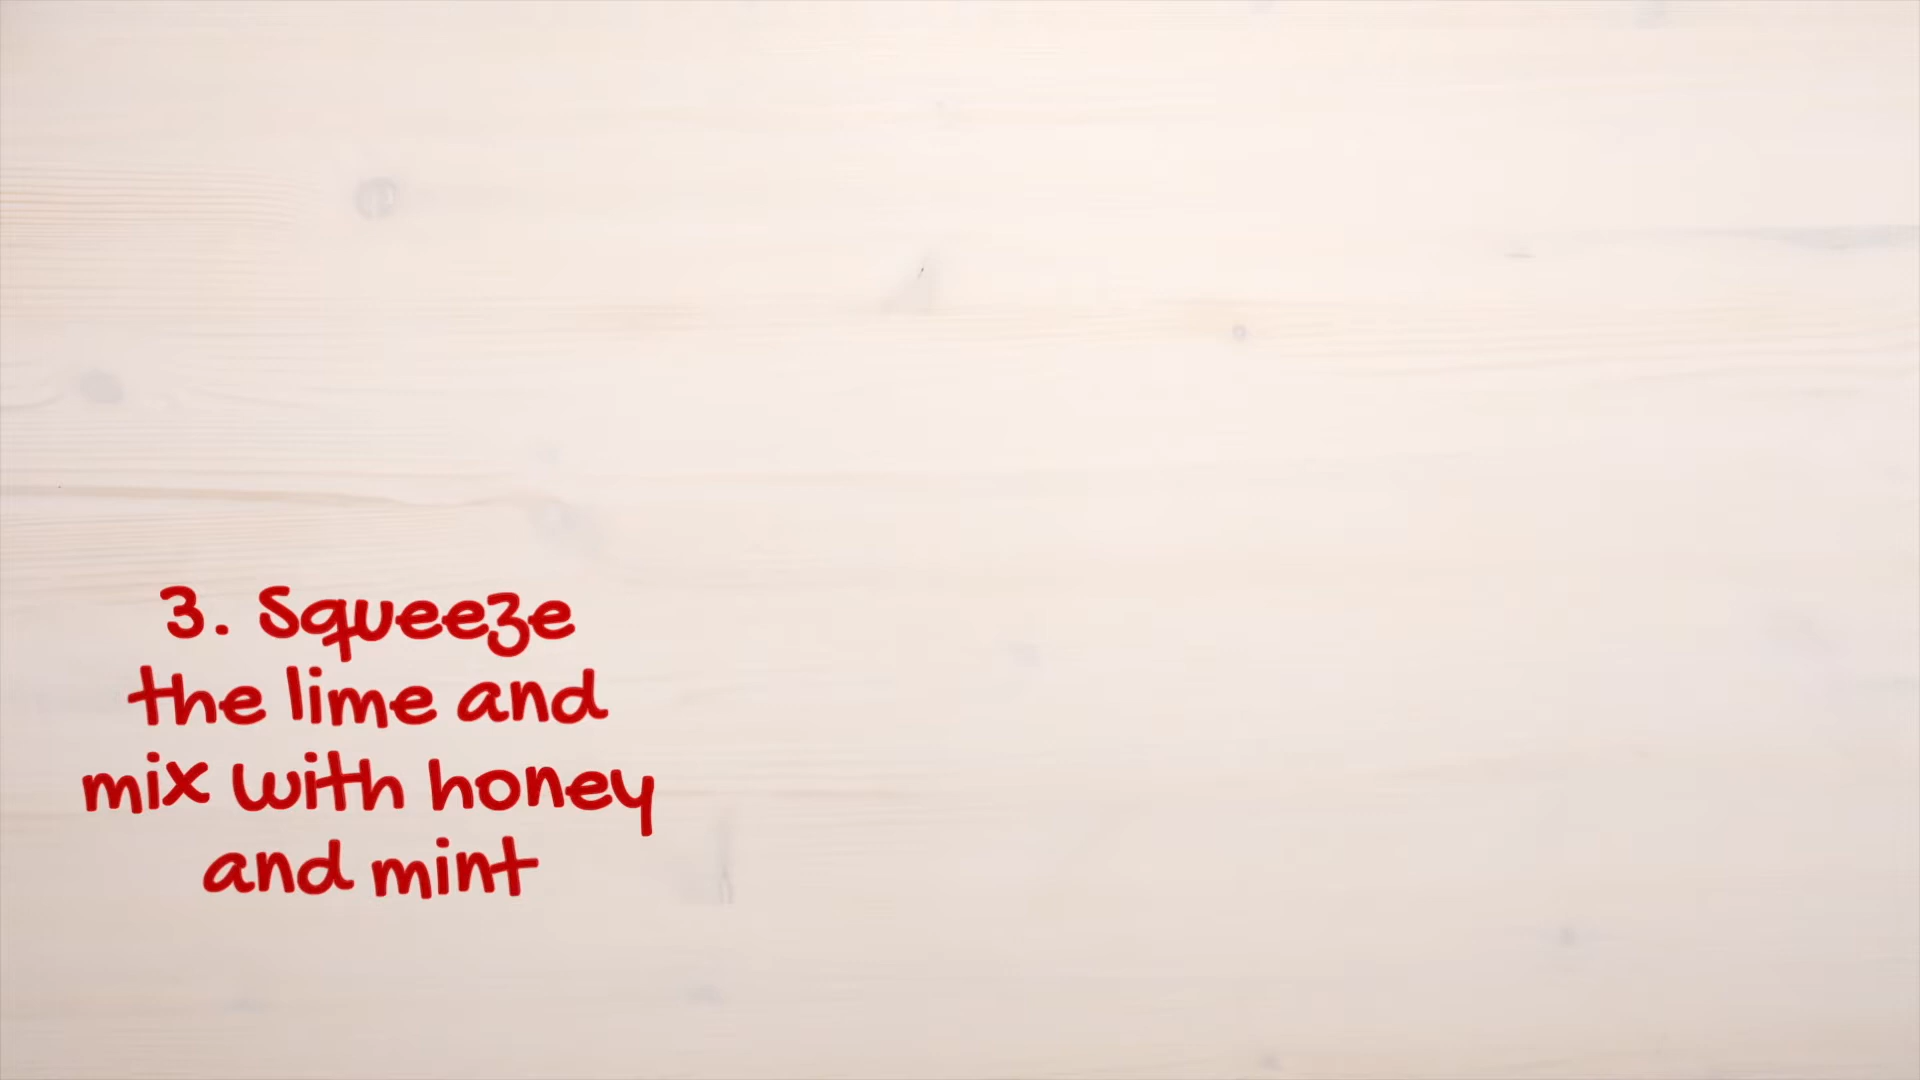 3. Squeeze
the lime and
mix with honey
and mint